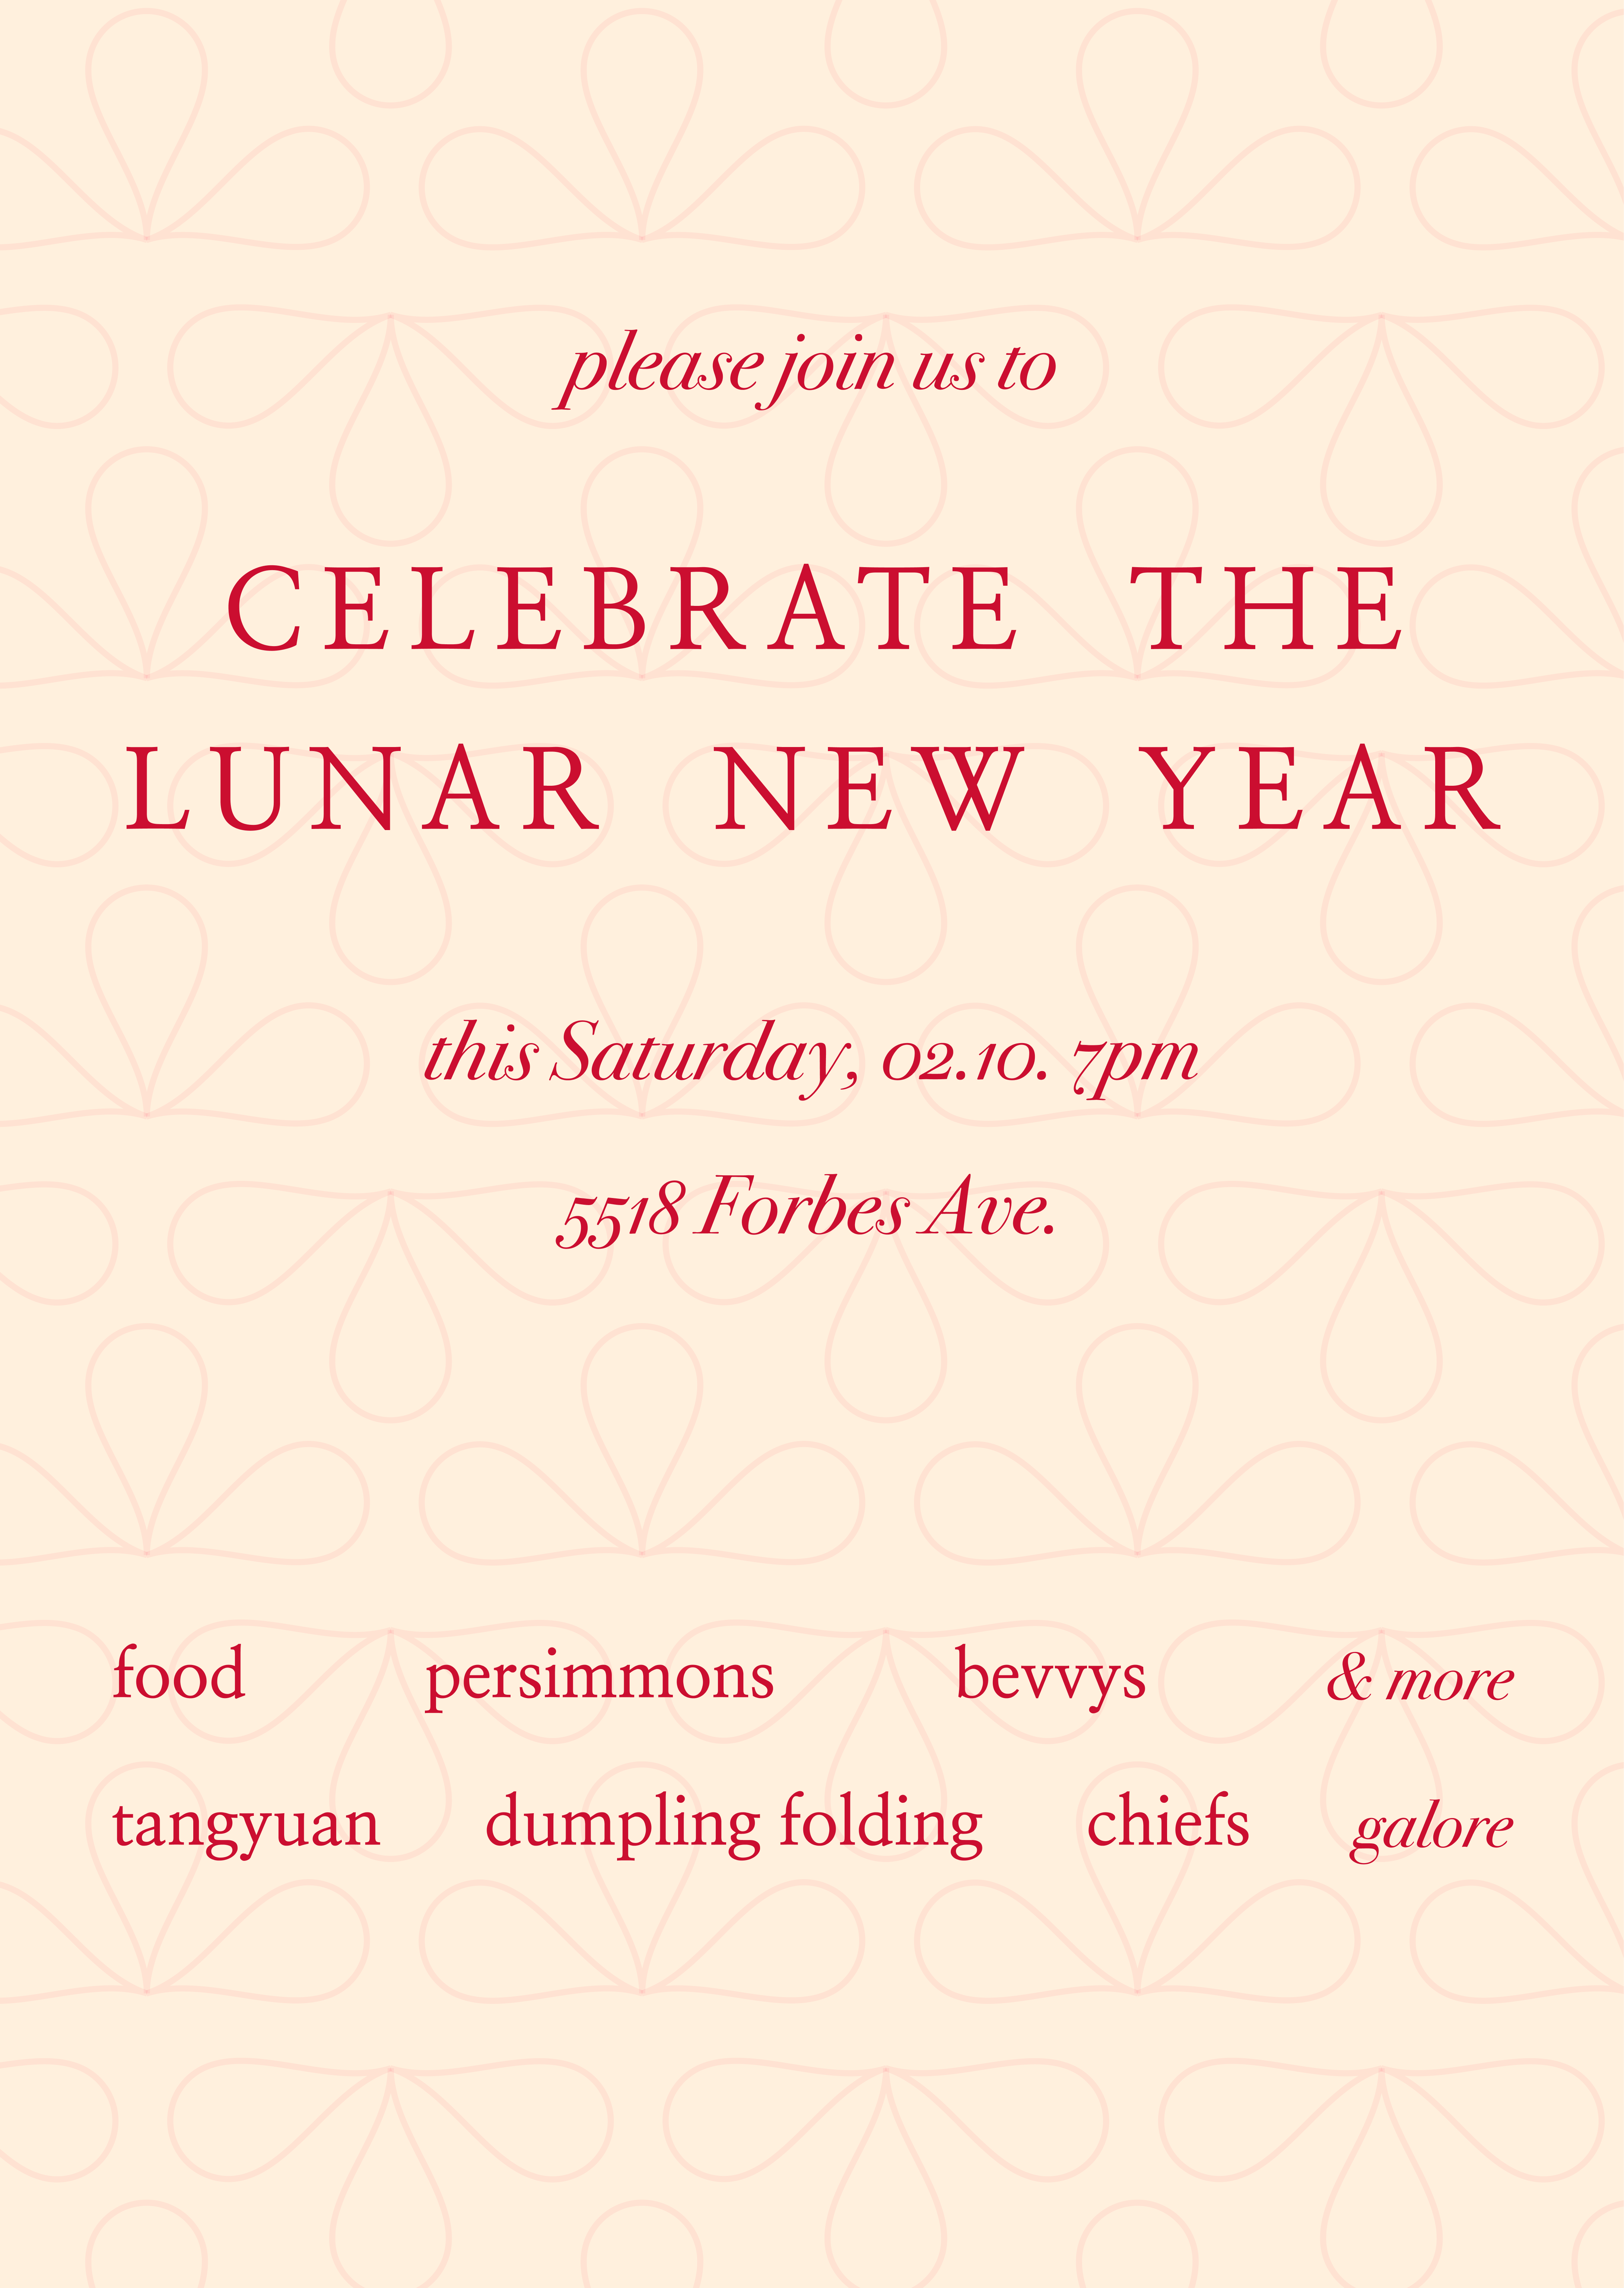 please join us to
CELEBRATE THE
LUNAR NEW YEAR
this Saturday, 02.10. 7pm
5518 Forbes Ave.
food persimmons bevvys & more
tangyuan dumpling folding chiefs galore